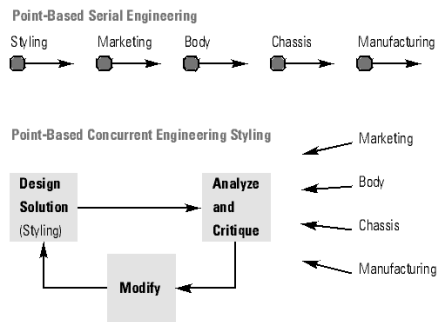 Point-Based Serial Engineering
Styling Marketing Body Chassis Manufacturing
Point-Based Concurrent Engineering Styling
Design
Solution
(Styling)
Analyze
and
Critique
Modify
Marketing
Body
Chassis
Manufacturing